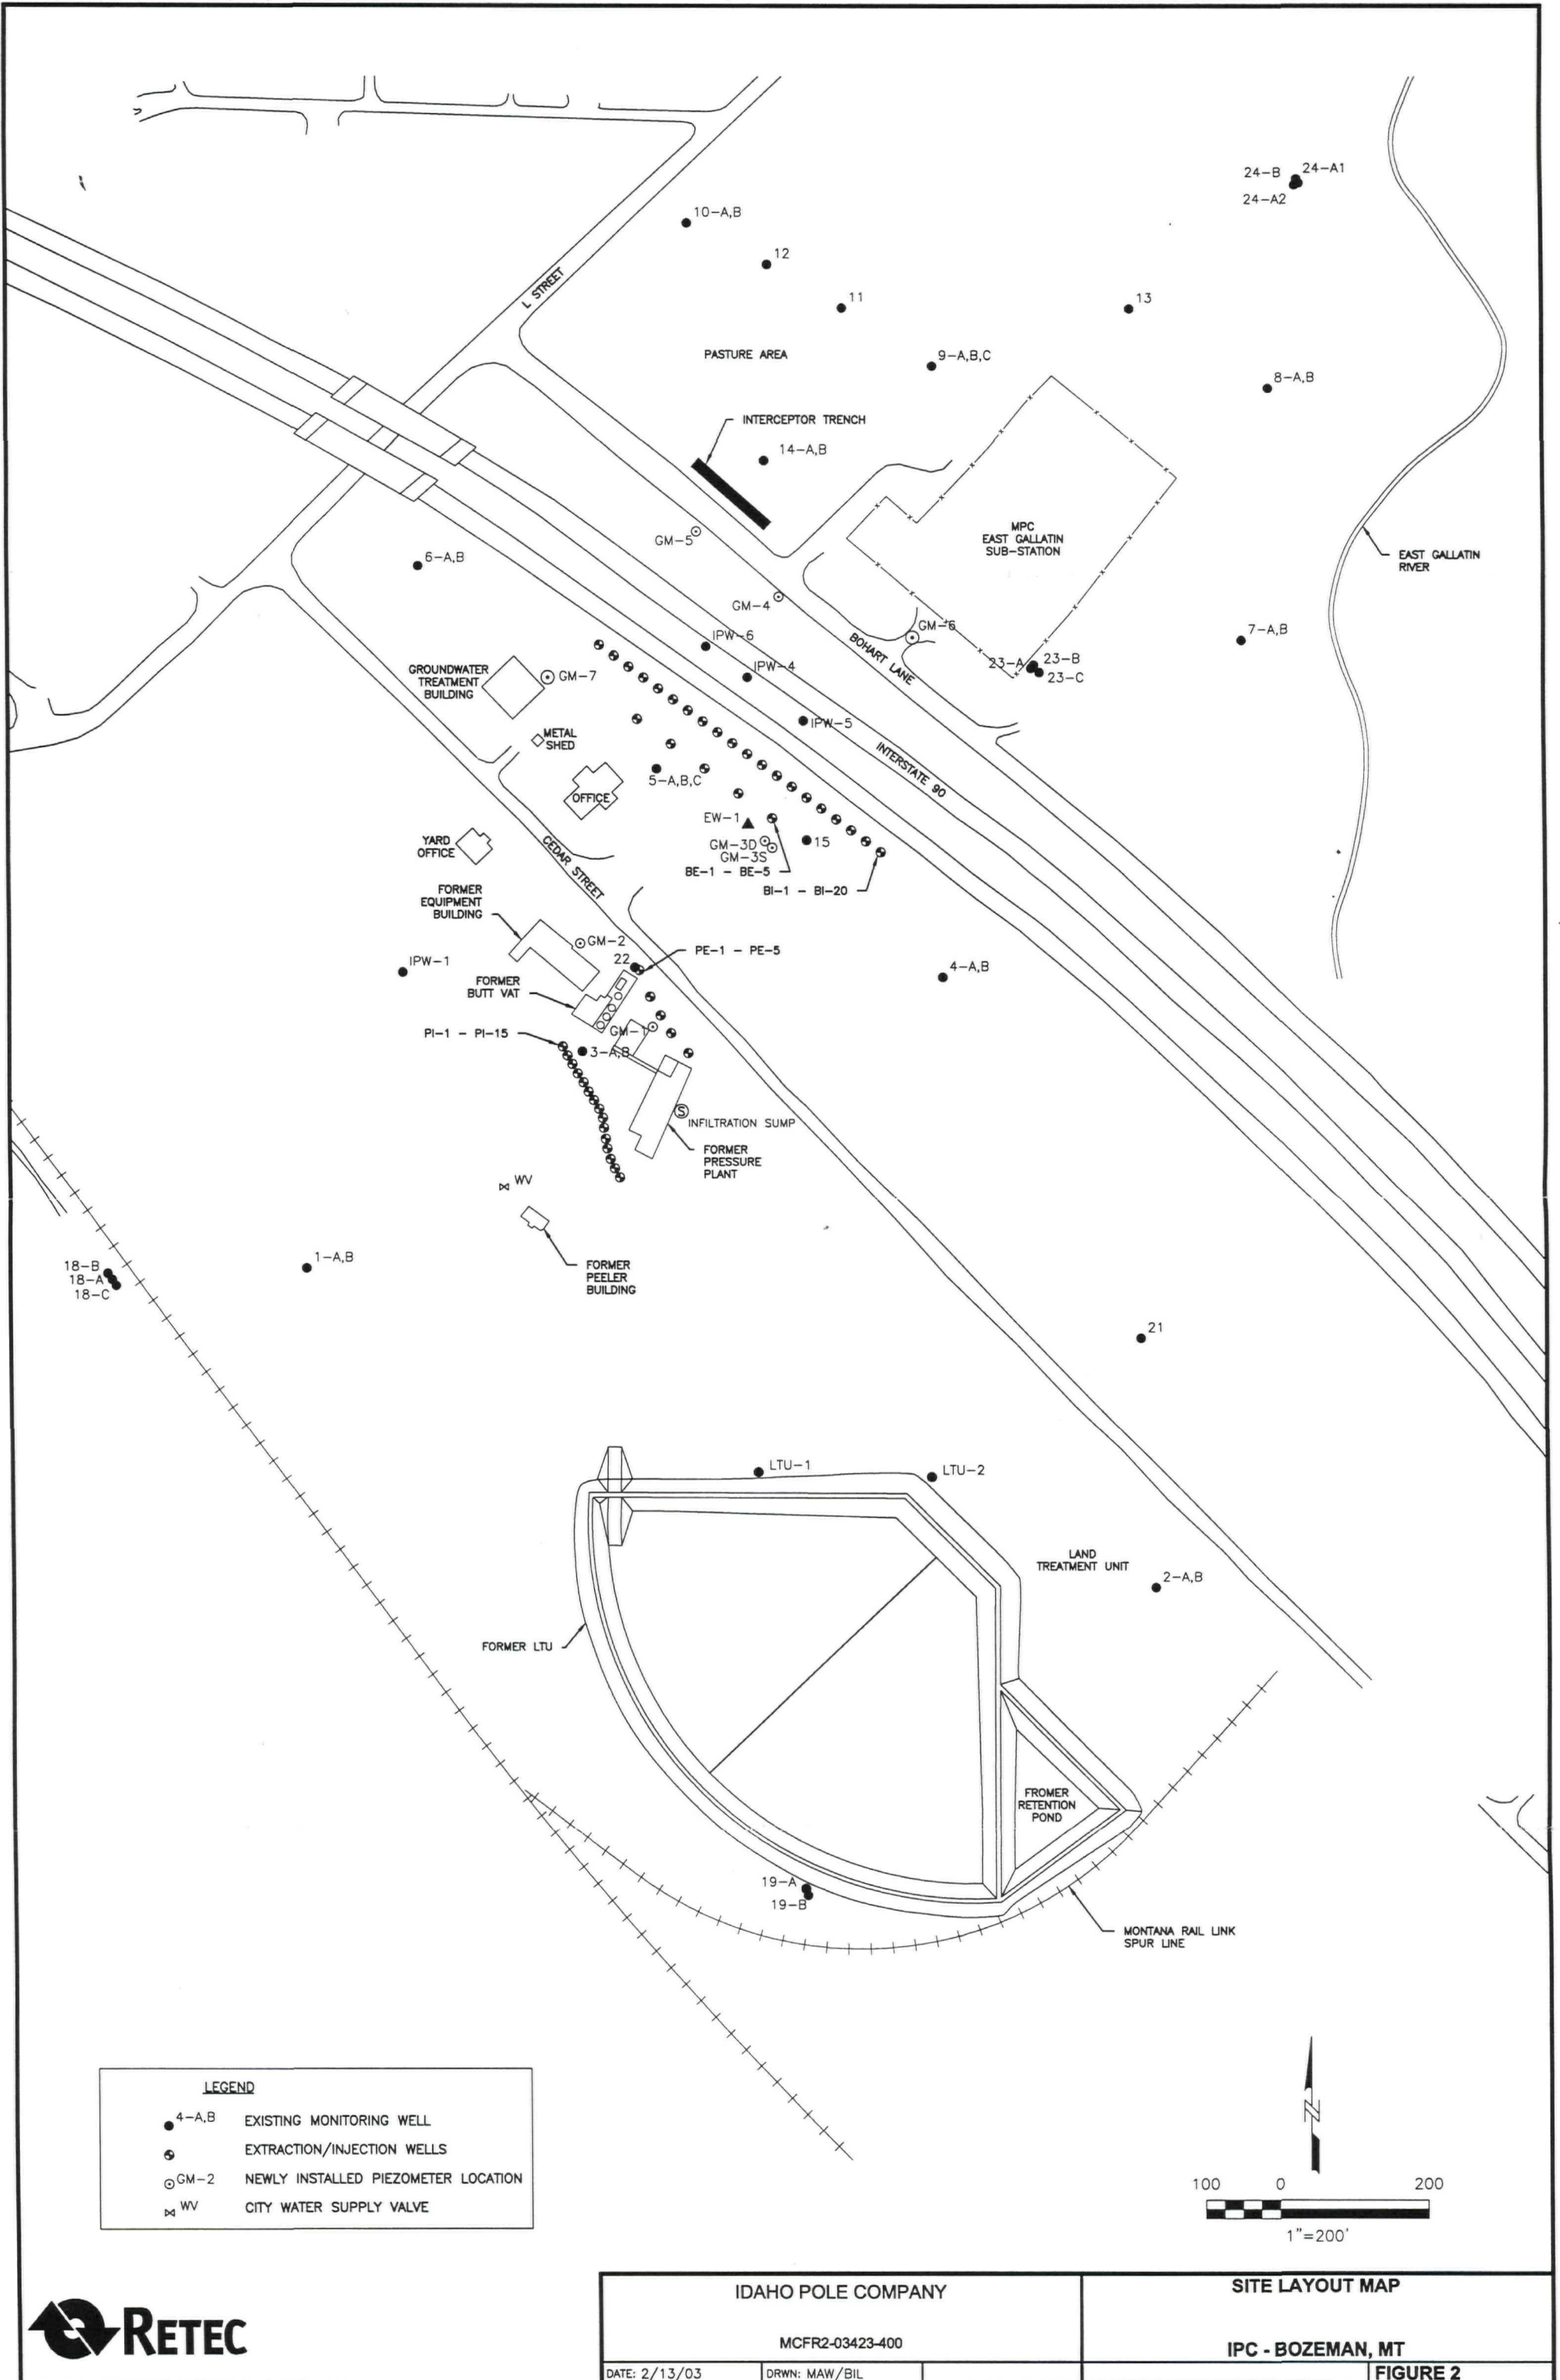 24-B
24-A1
24-A2
10-A,B
12
11
13
L STREET
PASTURE AREA
9-A,B,C
8-A,B
INTERCEPTOR TRENCH
14-A,B
MPC
EAST GALLATIN
SUB-STATION
GM-5
EAST GALLATIN
RIVER
6-A,B
GM-4
GM-6
7-A,B
IPW-6
BOHART LANE
23-A
23-B
23-C
GROUNDWATER
TREATMENT
BUILDING
GM-7
IPW-4
IPW-5
METAL
SHED
INTERSTATE 90
5-A,B,C
OFFICE
EW-1
YARD
OFFICE
GM-3D
GM-3S
15
CEDAR STREET
BE-1 - BE-5
BI-1 - BI-20
FORMER
EQUIPMENT
BUILDING
GM-2
PE-1 - PE-5
IPW-1
22
4-A,B
FORMER
BUTT VAT
GM-1
PI-1 - PI-15
3-A,B
S
INFILTRATION SUMP
FORMER
PRESSURE
PLANT
WV
1-A,B
18-B
18-A
18-C
FORMER
PEELER
BUILDING
21
LTU-1
LTU-2
LAND
TREATMENT UNIT
2-A,B
FORMER LTU
FROMER
RETENTION
POND
19-A
19-B
MONTANA RAIL LINK
SPUR LINE
LEGEND
4-A,B EXISTING MONITORING WELL
EXTRACTION/INJECTION WELLS
GM-2 NEWLY INSTALLED PIEZOMETER LOCATION
WV CITY WATER SUPPLY VALVE
N
100 0 200
1"=200'
RETEC
IDAHO POLE COMPANY
MCFR2-03423-400
SITE LAYOUT MAP
IPC - BOZEMAN, MT
DATE: 2/13/03
DRWN: MAW/BIL
FIGURE 2